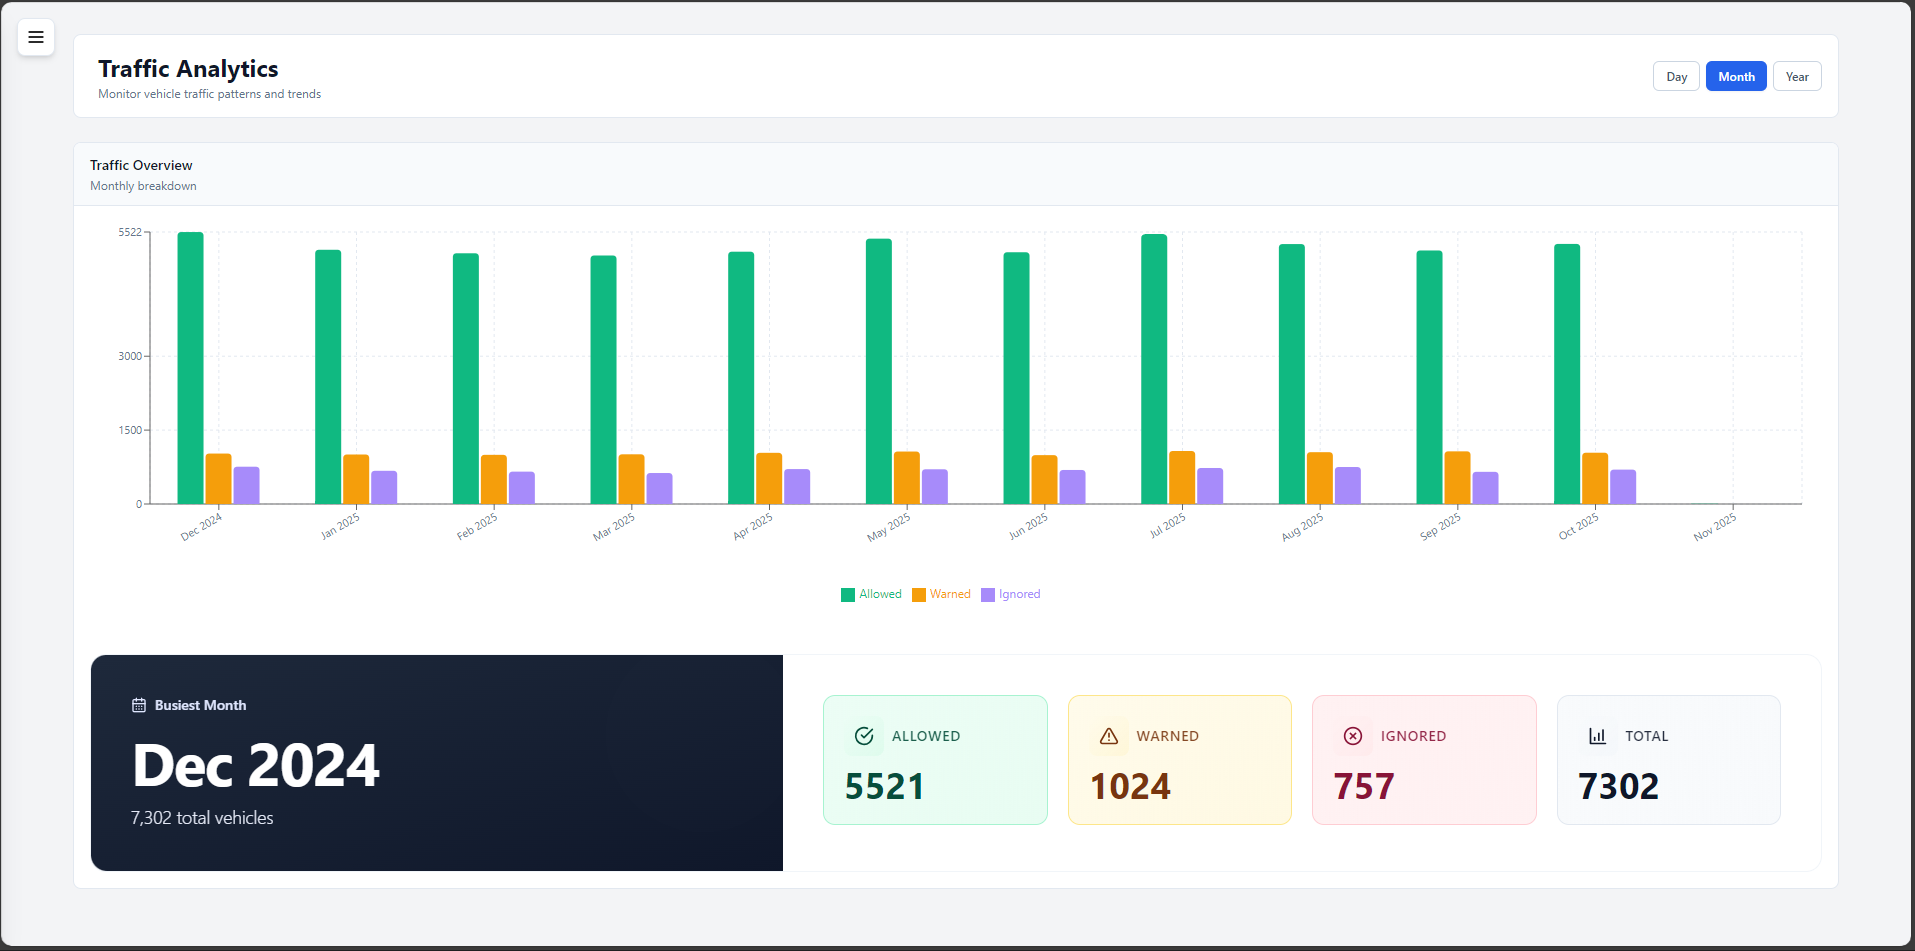 Traffic Analytics
Monitor vehicle traffic patterns and trends
Day
Month
Year
Traffic Overview
Monthly breakdown
5522
3000
1500
0
Dec 2024
Jan 2025
Feb 2025
Mar 2025
Apr 2025
May 2025
Jun 2025
Jul 2025
Aug 2025
Sep 2025
Oct 2025
Nov 2025
Allowed
Warned
Ignored
Busiest Month
Dec 2024
7,302 total vehicles
ALLOWED
5521
WARNED
1024
IGNORED
757
TOTAL
7302